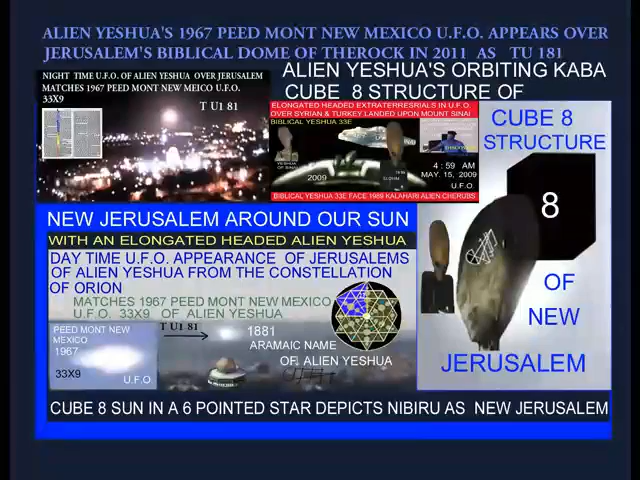 ALIEN YESHUA'S 1967 PEED MONT NEW MEXICO U.F.O. APPEARS OVER
JERUSALEM'S BIBLICAL DOME OF THEROCK IN 2011 AS TU 181
NIGHT TIME U.F.O. OF ALIEN YESHUA OVER JERUSALEM
MATCHES 1967 PEED MONT NEW MEICO U.F.O.
33X9
T U1 81
ALIEN YESHUA'S ORBITING KABA
CUBE 8 STRUCTURE OF
ELONGATED HEADED EXTRATERRESRIALS IN U.F.O.
OVER SYRIAN & TURKEY LANDED UPON MOUNT SINAI
BIBLICAL YESHUA 33E
4 : 59 AM
MAY. 15, 2009
U.F.O.
2009
BIBLICAL YESHUA 33E FACE 1989 KALAHARI ALIEN CHERUBS
CUBE 8
STRUCTURE
8
OF
NEW
JERUSALEM
NEW JERUSALEM AROUND OUR SUN
WITH AN ELONGATED HEADED ALIEN YESHUA
DAY TIME U.F.O. APPEARANCE OF JERUSALEMS
OF ALIEN YESHUA FROM THE CONSTELLATION
OF ORION
MATCHES 1967 PEED MONT NEW MEXICO
U.F.O. 33X9 OF ALIEN YESHUA
PEED MONT NEW
MEXICO
1967
33X9
U.F.O
T U1 81
1881
ARAMAIC NAME
OF ALIEN YESHUA
CUBE 8 SUN IN A 6 POINTED STAR DEPICTS NIBIRU AS NEW JERUSALEM